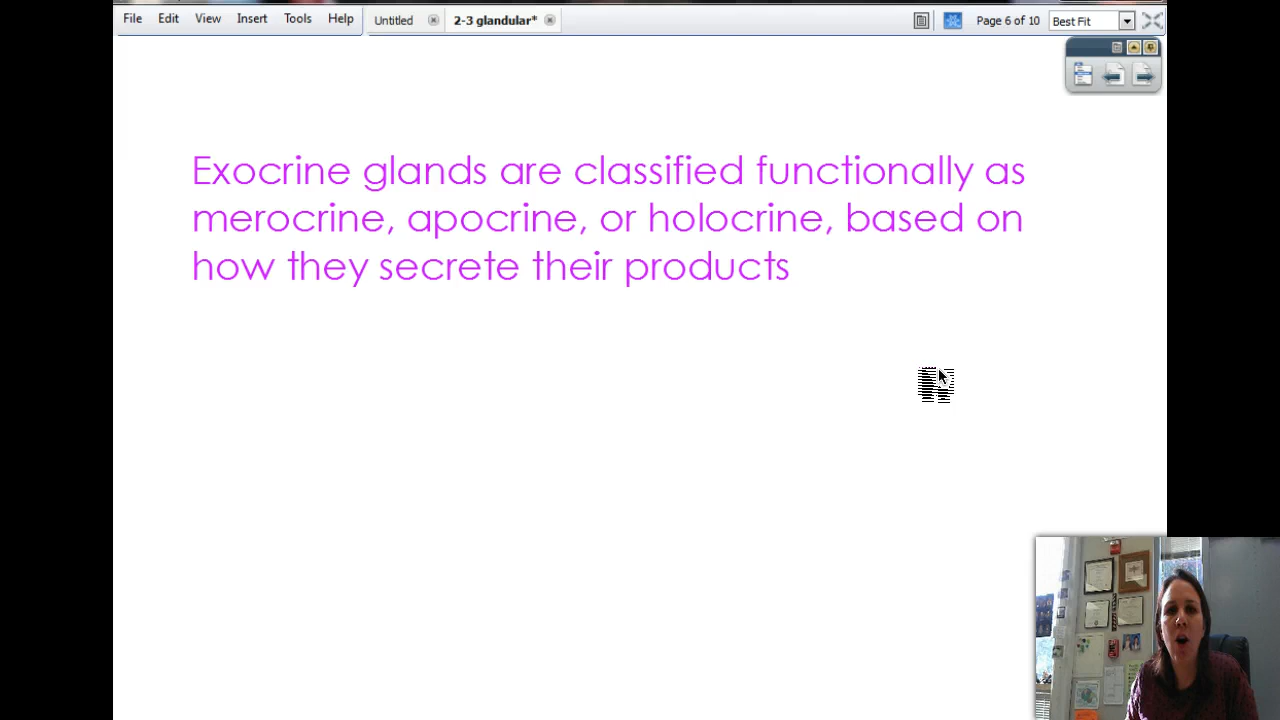 File Edit View Insert Tools Help Untitled 2-3 glandular* Page 6 of 10 Best Fit
Exocrine glands are classified functionally as
merocrine, apocrine, or holocrine, based on
how they secrete their products